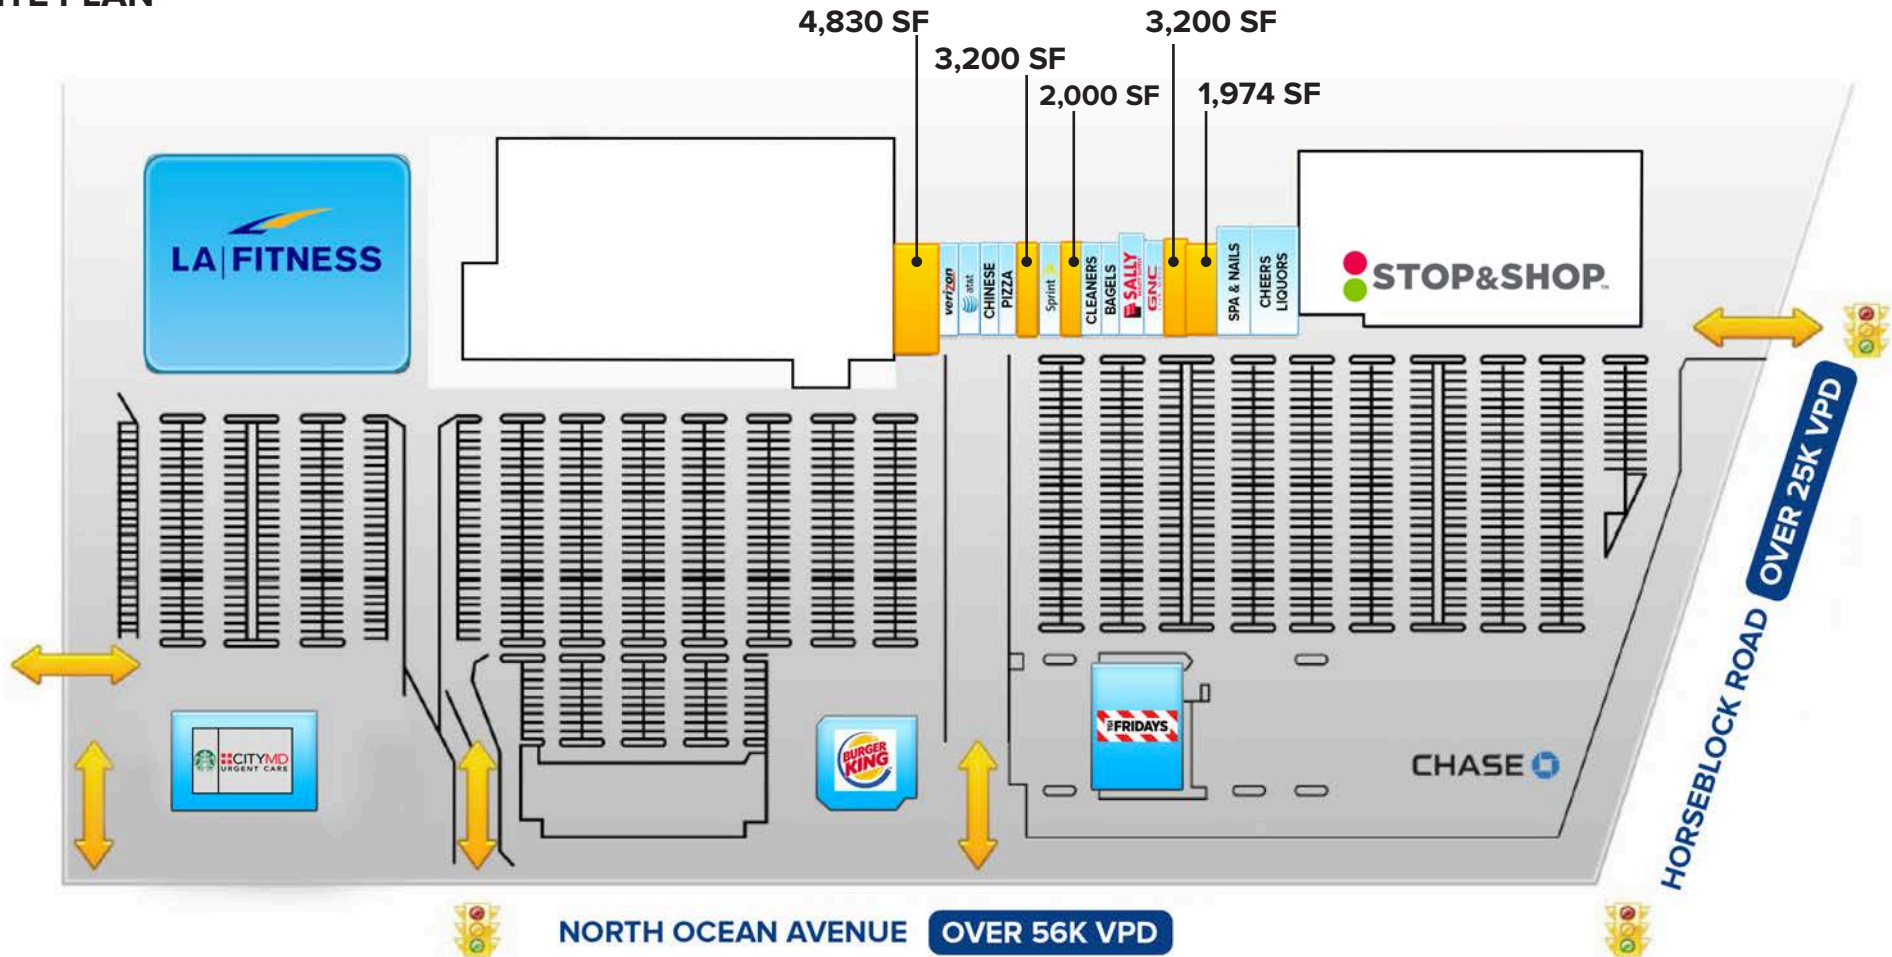 4,830 SF
3,200 SF
3,200 SF
2,000 SF
1,974 SF
LA|FITNESS
verizon
at&t
CHINESE
PIZZA
Sprint
CLEANERS
BAGELS
SALLY
GNC
SPA & NAILS
CHEERS
LIQUORS
STOP&SHOP
OVER 25K VPD
HORSEBLOCK ROAD
CITYMD
URGENT CARE
BURGER
KING
TGI FRIDAYS
CHASE
NORTH OCEAN AVENUE
OVER 56K VPD